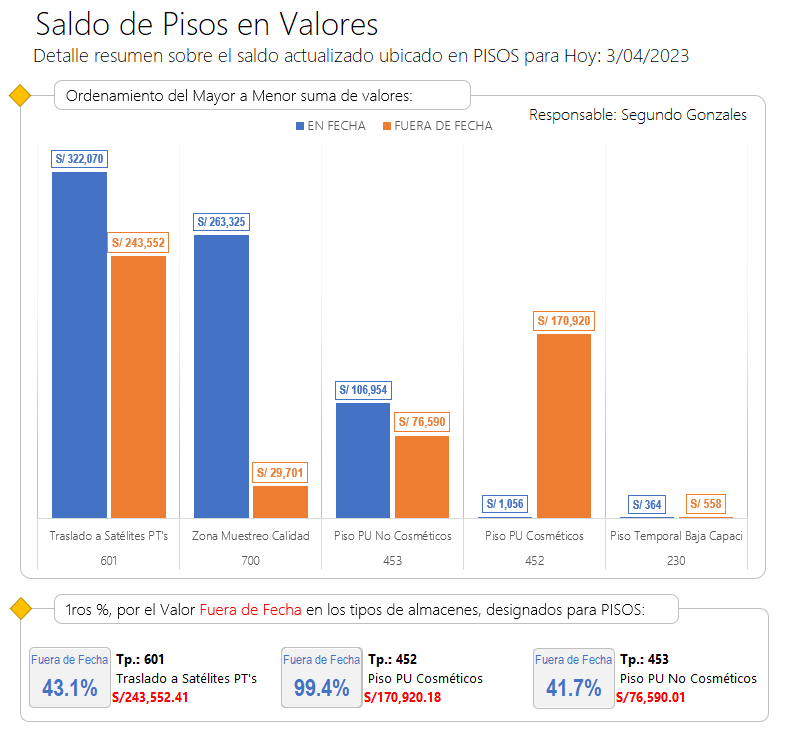 Saldo de Pisos en Valores
Detalle resumen sobre el saldo actualizado ubicado en PISOS para Hoy: 3/04/2023
Ordenamiento del Mayor a Menor suma de valores:
Responsable: Segundo Gonzales
EN FECHA FUERA DE FECHA
S/ 322,070
S/ 243,552
S/ 263,325
S/ 29,701
S/ 106,954
S/ 76,590
S/ 1,056
S/ 170,920
S/ 364
S/ 558
Traslado a Satélites PT's Zona Muestreo Calidad Piso PU No Cosméticos Piso PU Cosméticos Piso Temporal Baja Capaci
601 700 453 452 230
1ros %, por el Valor Fuera de Fecha en los tipos de almacenes, designados para PISOS:
Fuera de Fecha
43.1%
Tp.: 601
Traslado a Satélites PT's
S/243,552.41
Fuera de Fecha
99.4%
Tp.: 452
Piso PU Cosméticos
S/170,920.18
Fuera de Fecha
41.7%
Tp.: 453
Piso PU No Cosméticos
S/76,590.01